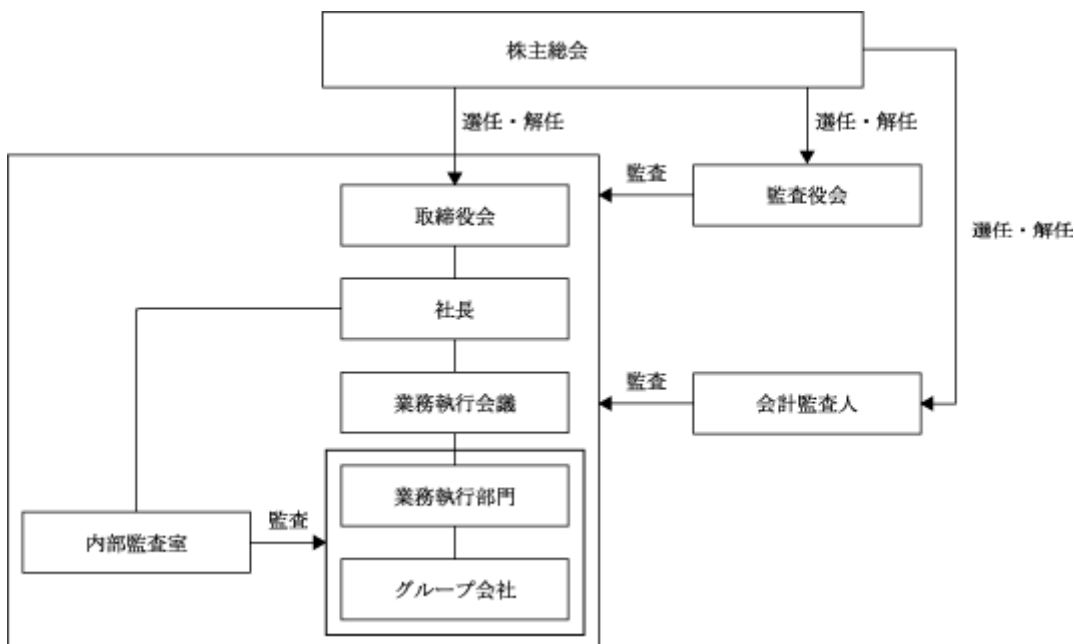 株主総会
選任・解任
選任・解任
監査
監査役会
取締役会
選任・解任
社長
監査
業務執行会議
会計監査人
業務執行部門
監査
内部監査室
グループ会社